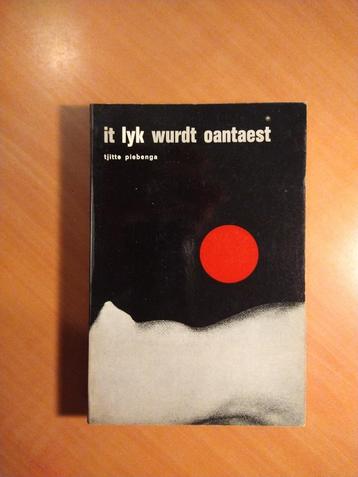 it lyk wurdt oantaest
tjitte piebenga